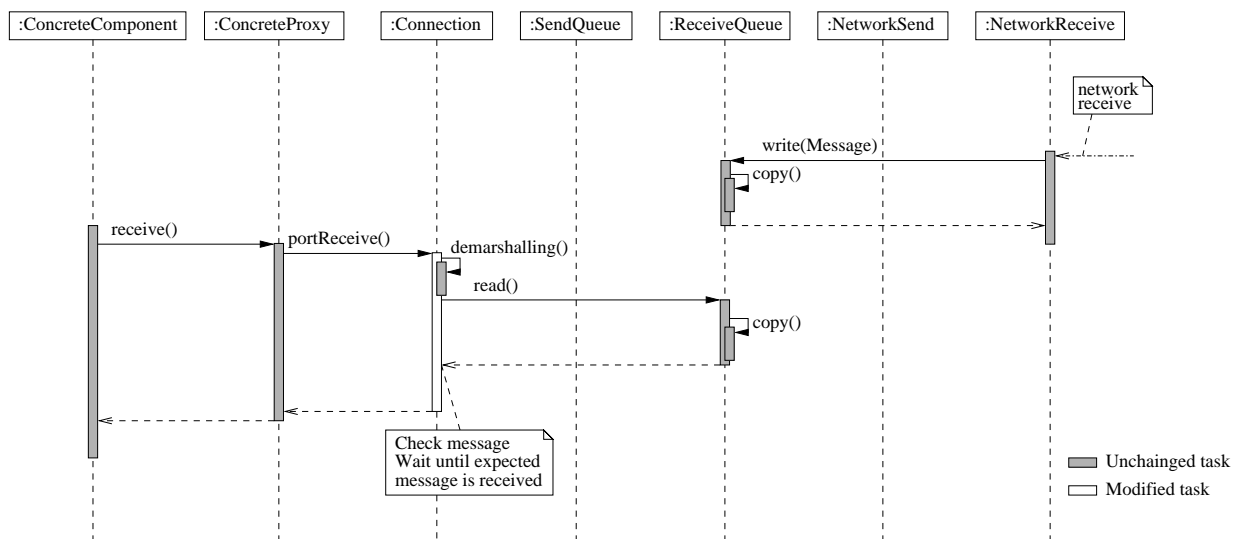 :ConcreteComponent
:ConcreteProxy
:Connection
:SendQueue
:ReceiveQueue
:NetworkSend
:NetworkReceive
network
receive
write(Message)
copy()
receive()
portReceive()
demarshalling()
read()
copy()
Check message
Wait until expected
message is received
Unchainged task
Modified task